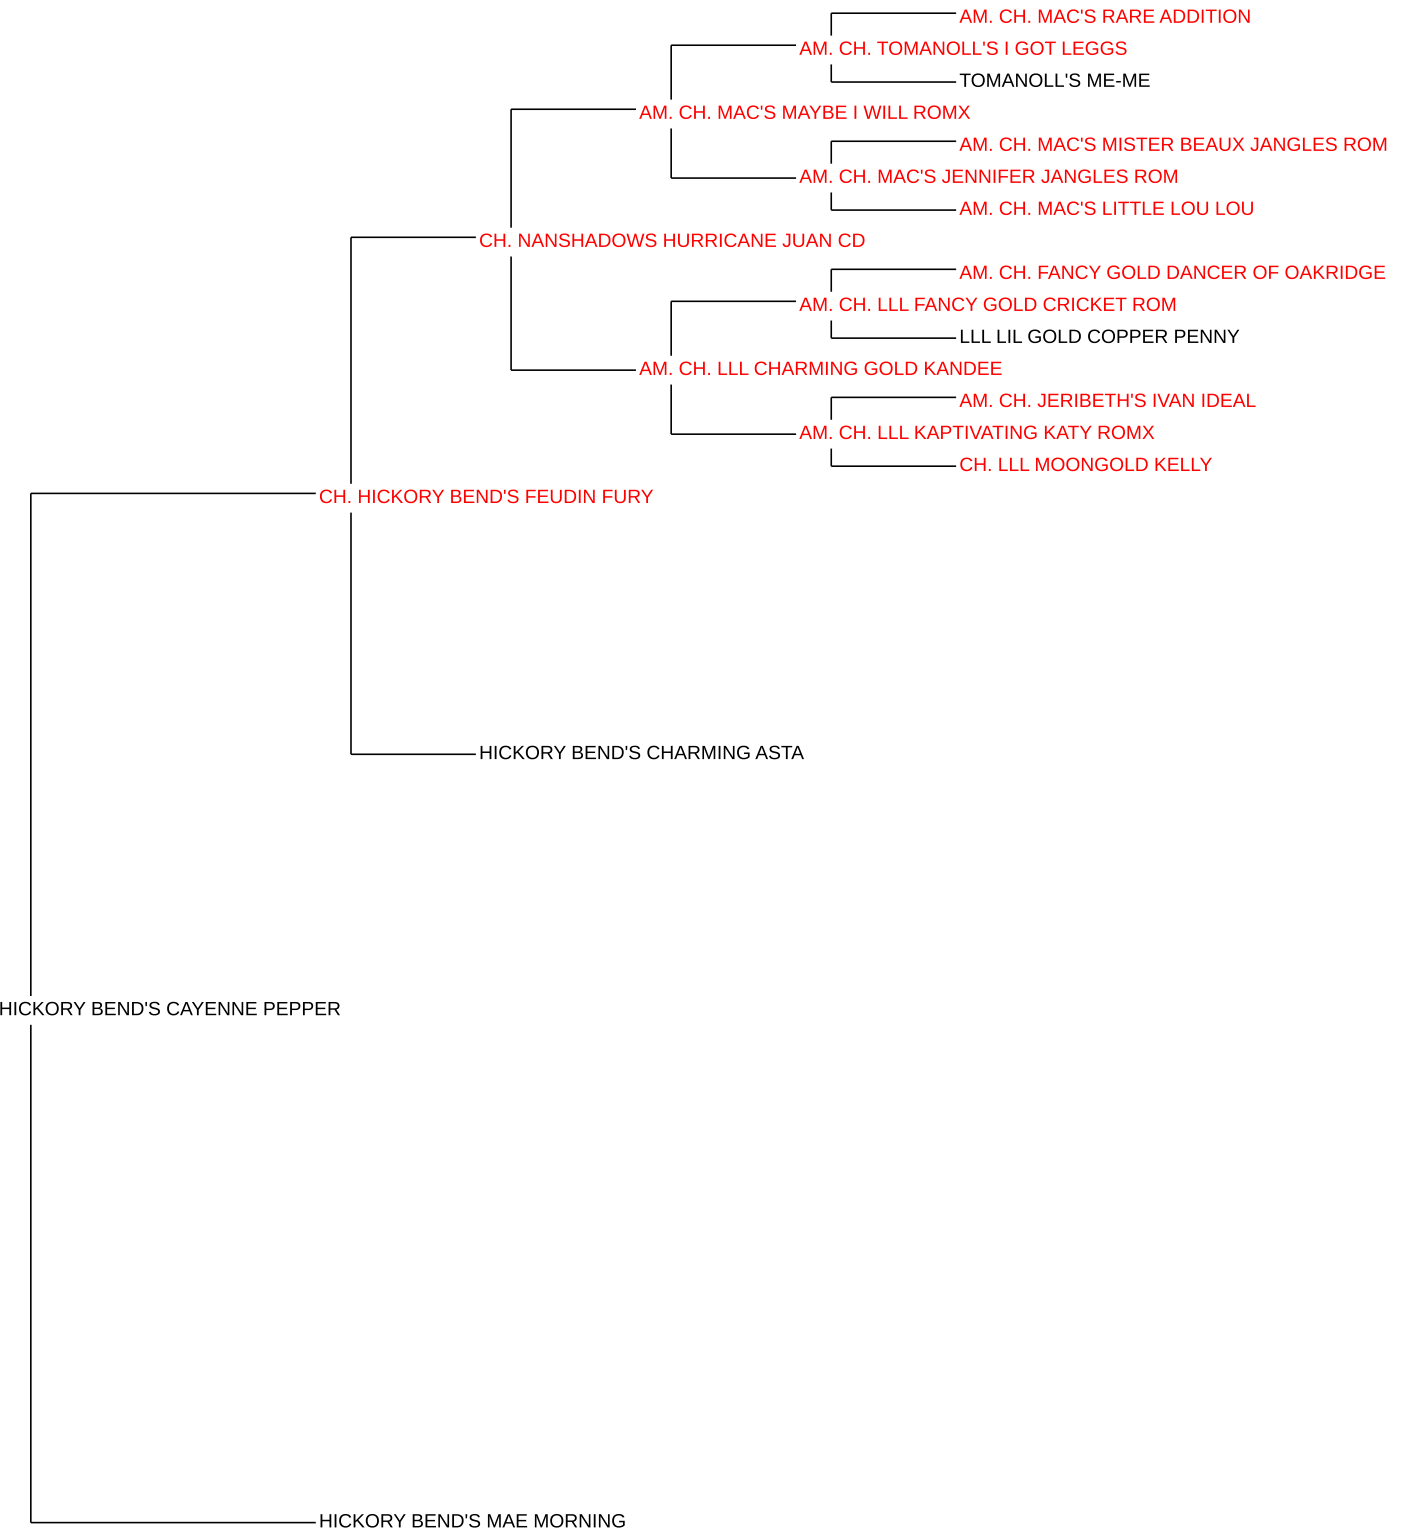 AM. CH. MAC'S RARE ADDITION
AM. CH. TOMANOLL'S I GOT LEGGS
TOMANOLL'S ME-ME
AM. CH. MAC'S MAYBE I WILL ROMX
AM. CH. MAC'S MISTER BEAUX JANGLES ROM
AM. CH. MAC'S JENNIFER JANGLES ROM
AM. CH. MAC'S LITTLE LOU LOU
CH. NANSHADOWS HURRICANE JUAN CD
AM. CH. FANCY GOLD DANCER OF OAKRIDGE
AM. CH. LLL FANCY GOLD CRICKET ROM
LLL LIL GOLD COPPER PENNY
AM. CH. LLL CHARMING GOLD KANDEE
AM. CH. JERIBETH'S IVAN IDEAL
AM. CH. LLL KAPTIVATING KATY ROMX
CH. LLL MOONGOLD KELLY
CH. HICKORY BEND'S FEUDIN FURY
HICKORY BEND'S CHARMING ASTA
HICKORY BEND'S CAYENNE PEPPER
HICKORY BEND'S MAE MORNING